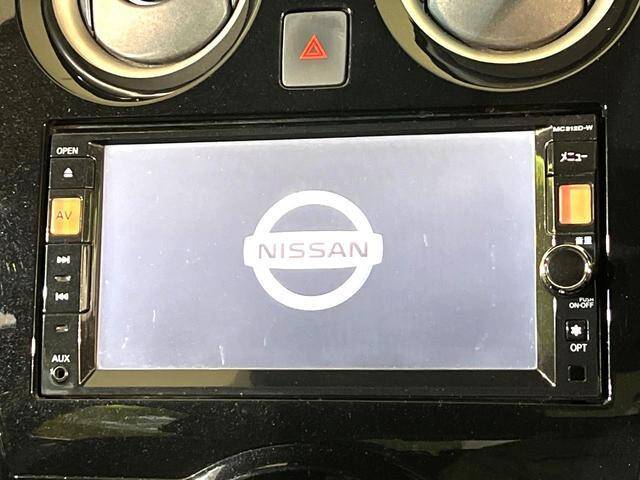 MC312D-W
OPEN
メニュー
AV
音量
NISSAN
PUSH
ON-OFF
AUX
OPT